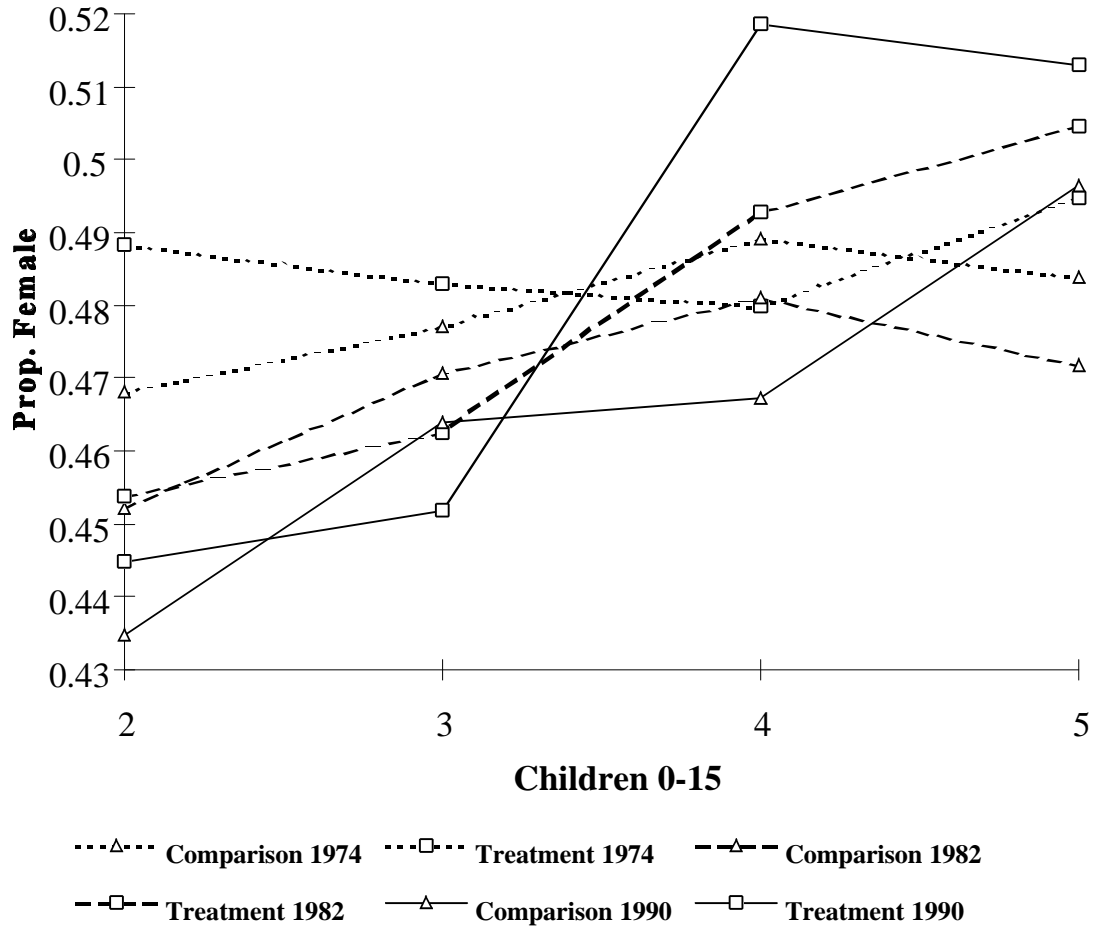 0.52
0.51
0.5
0.49
0.48
0.47
0.46
0.45
0.44
0.43
Prop. Female
2 3 4 5
Children 0-15
Comparison 1974 Treatment 1974 Comparison 1982
Treatment 1982 Comparison 1990 Treatment 1990